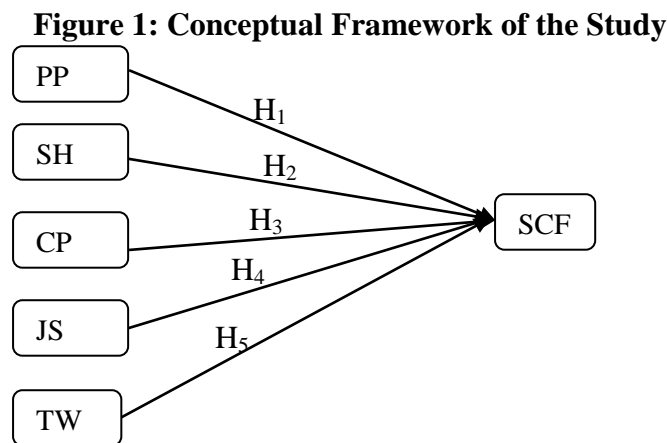 Figure 1: Conceptual Framework of the Study
PP
H₁
SH
H₂
SCF
CP
H₃
H₄
JS
H₅
TW